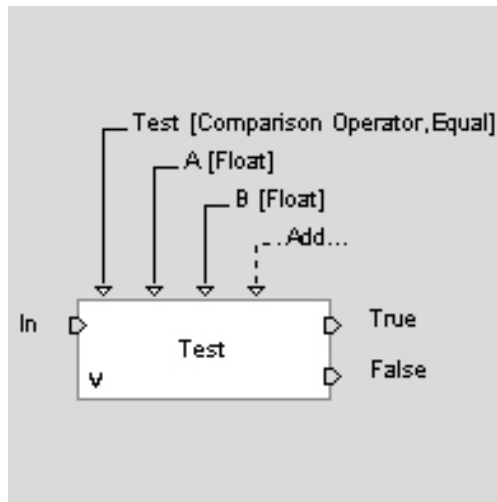 Test [Comparison Operator,Equal]
A [Float]
B [Float]
Add...
In
True
Test
False
V